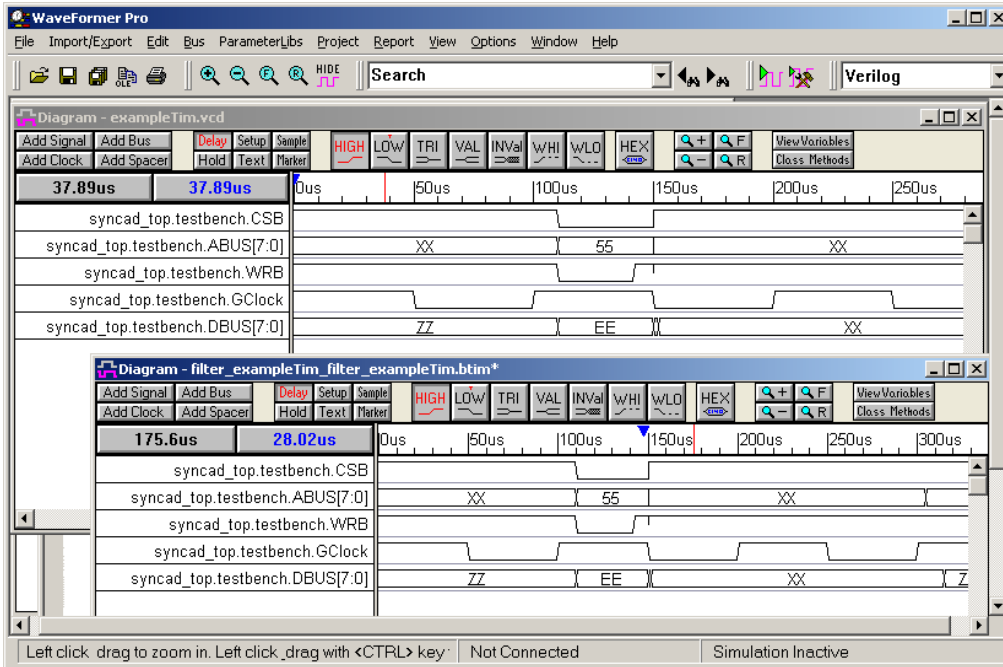 WaveFormer Pro
File Import/Export Edit Bus ParameterLibs Project Report View Options Window Help
OLE HIDE Search Verilog
Diagram - exampleTim.vcd
Add Signal Add Bus Delay Setup Sample HIGH LOW TRI VAL INVal WHI WLO HEX + F View Variables
Add Clock Add Spacer Hold Text Marker - R Class Methods
37.89us 37.89us 0us 50us 100us 150us 200us 250us
syncad_top.testbench.CSB
syncad_top.testbench.ABUS[7:0] XX 55 XX
syncad_top.testbench.WRB
syncad_top.testbench.GClock
syncad_top.testbench.DBUS[7:0] ZZ EE XX
Diagram - filter_exampleTim_filter_exampleTim.btim*
Add Signal Add Bus Delay Setup Sample HIGH LOW TRI VAL INVal WHI WLO HEX + F View Variables
Add Clock Add Spacer Hold Text Marker - R Class Methods
175.6us 28.02us 0us 50us 100us 150us 200us 250us 300us
syncad_top.testbench.CSB
syncad_top.testbench.ABUS[7:0] XX 55 XX
syncad_top.testbench.WRB
syncad_top.testbench.GClock
syncad_top.testbench.DBUS[7:0] ZZ EE XX Z
Left click drag to zoom in. Left click_drag with <CTRL> key Not Connected Simulation Inactive